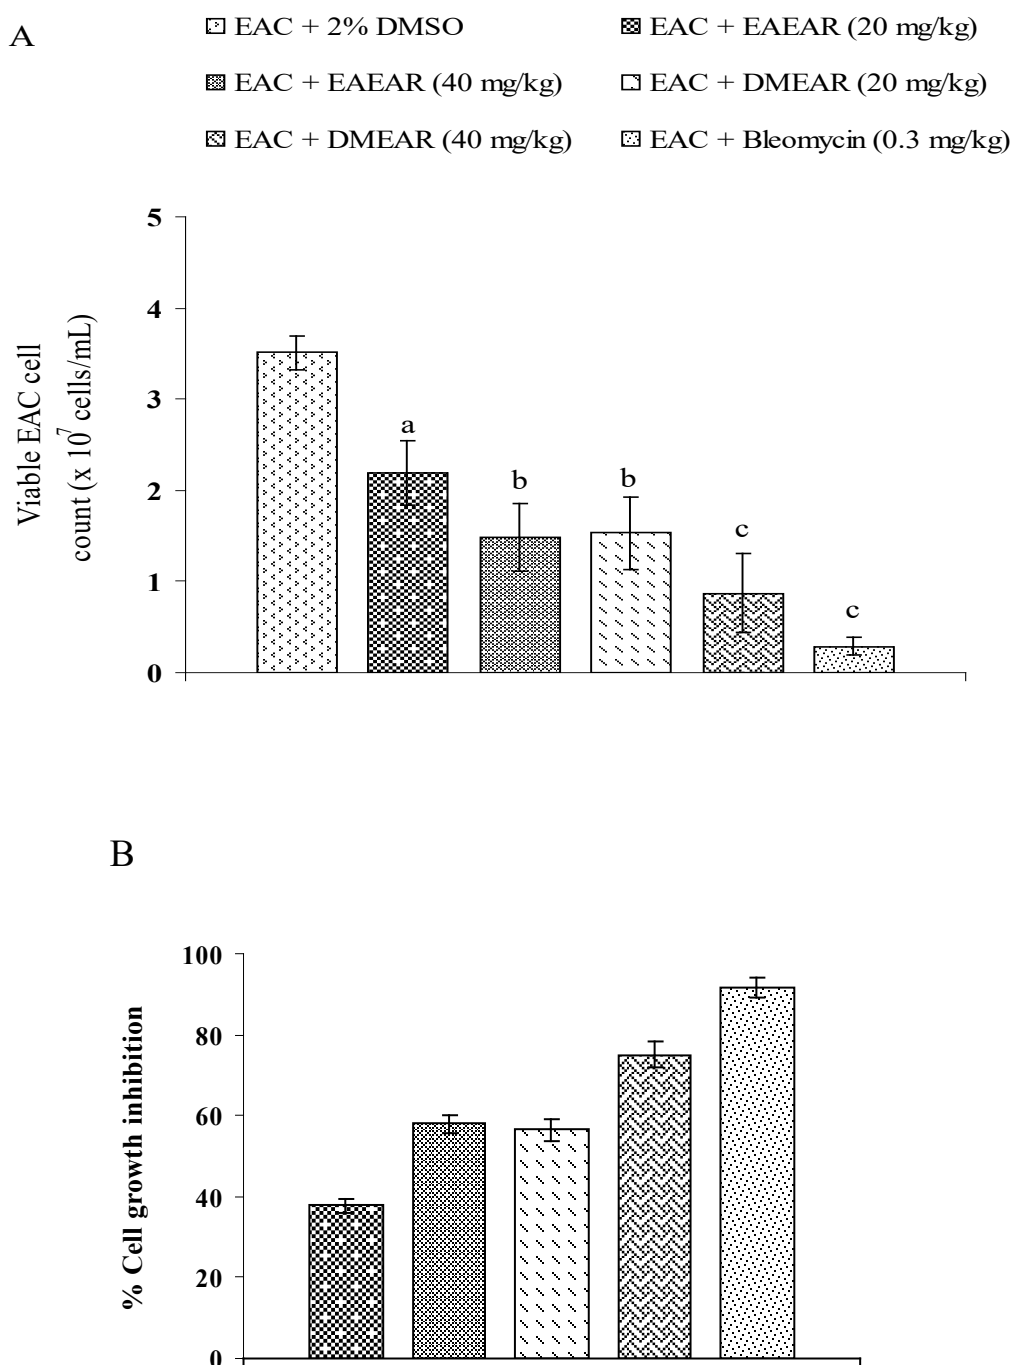 A
EAC + 2% DMSO
EAC + EAEAR (20 mg/kg)
EAC + EAEAR (40 mg/kg)
EAC + DMEAR (20 mg/kg)
EAC + DMEAR (40 mg/kg)
EAC + Bleomycin (0.3 mg/kg)
Viable EAC cell
count (x 10⁷ cells/mL)
5
4
3
2
1
0
a
b
b
c
c
B
% Cell growth inhibition
100
80
60
40
20
0